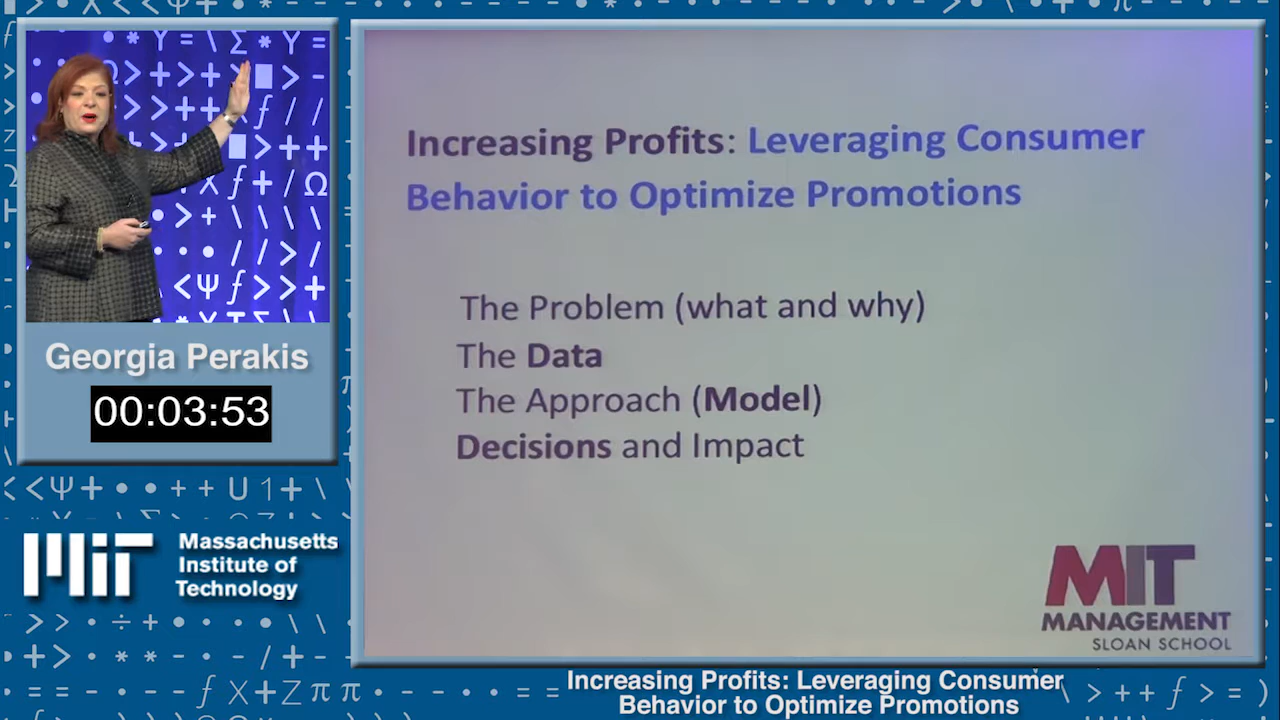 Increasing Profits: Leveraging Consumer
Behavior to Optimize Promotions
The Problem (what and why)
The Data
The Approach (Model)
Decisions and Impact
MIT
MANAGEMENT
SLOAN SCHOOL
Georgia Perakis
00:03:53
MIT
Massachusetts
Institute of
Technology
Increasing Profits: Leveraging Consumer
Behavior to Optimize Promotions